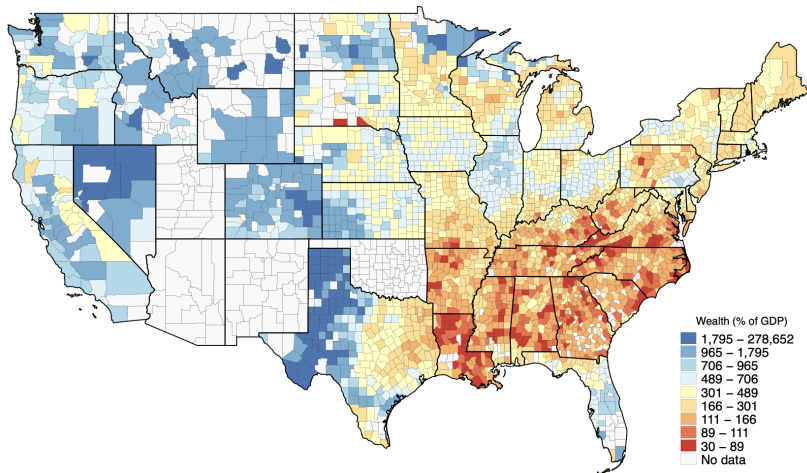 Wealth (% of GDP)
1,795 – 278,652
965 – 1,795
706 – 965
489 – 706
301 – 489
166 – 301
111 – 166
89 – 111
30 – 89
No data